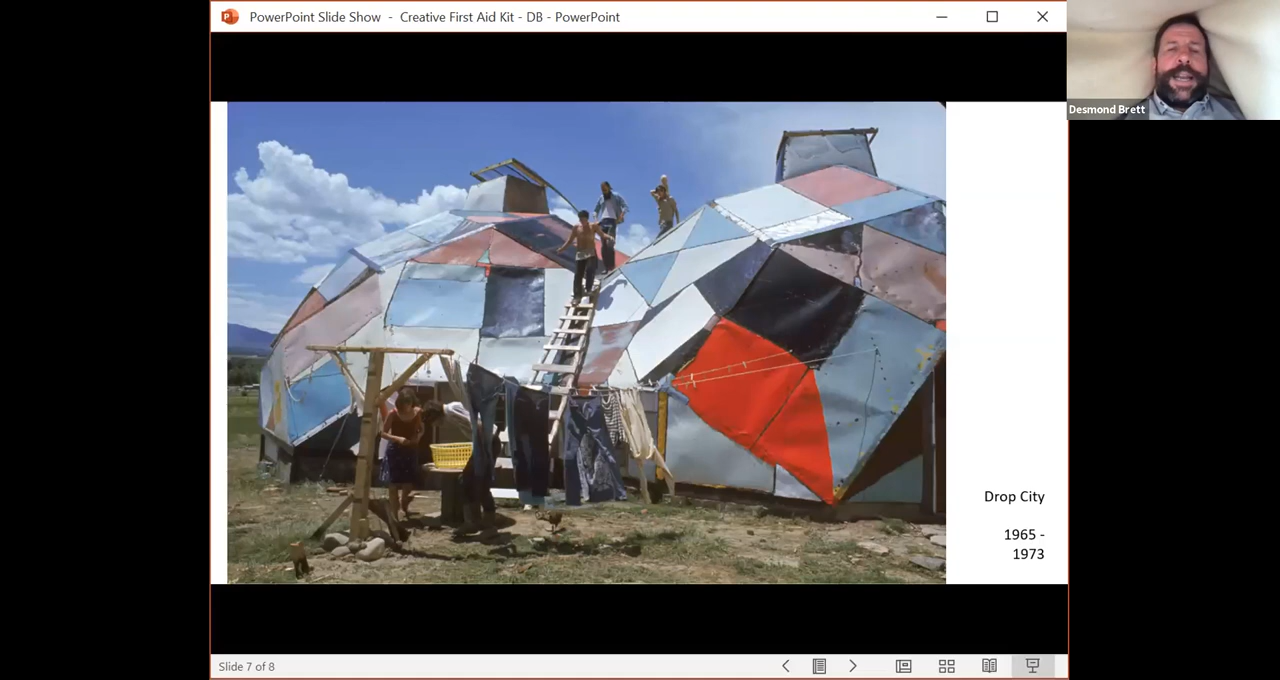 PowerPoint Slide Show - Creative First Aid Kit - DB - PowerPoint
Desmond Brett
Drop City
1965 -
1973
Slide 7 of 8